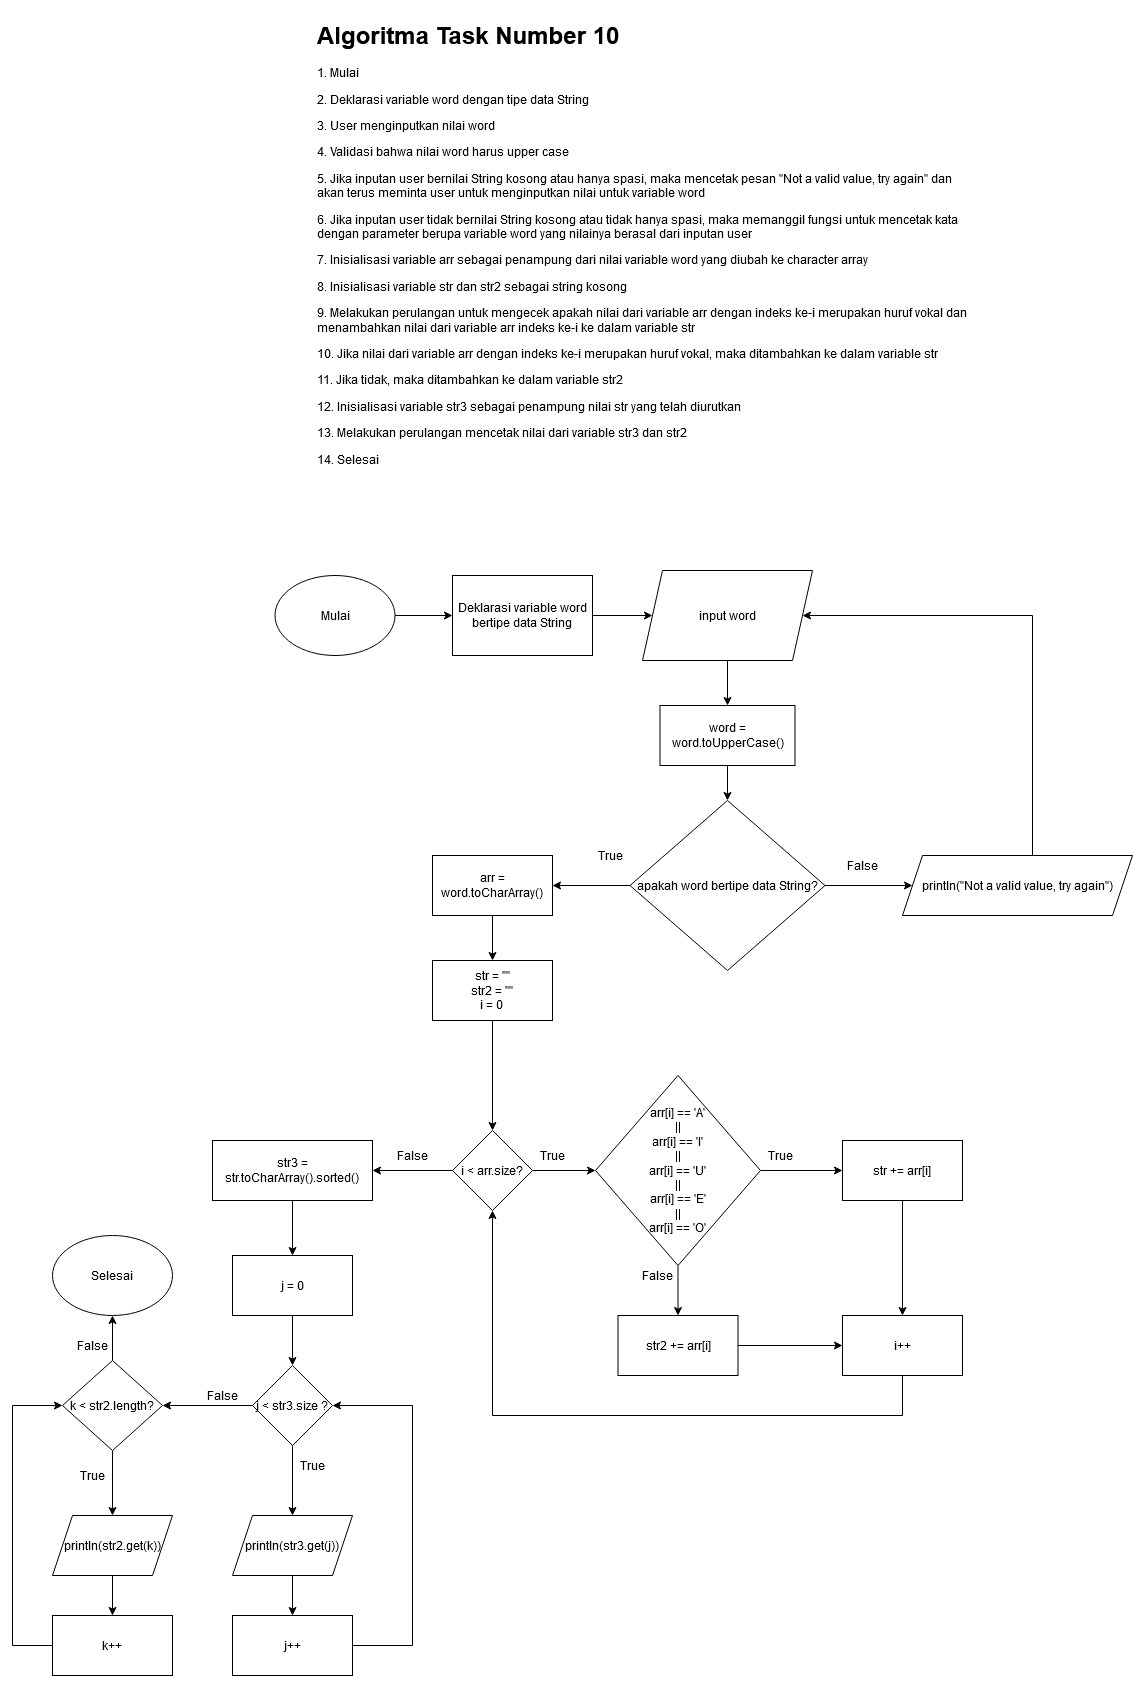 Algoritma Task Number 10
1. Mulai
2. Deklarasi variable word dengan tipe data String
3. User menginputkan nilai word
4. Validasi bahwa nilai word harus upper case
5. Jika inputan user bernilai String kosong atau hanya spasi, maka mencetak pesan "Not a valid value, try again" dan
akan terus meminta user untuk menginputkan nilai untuk variable word
6. Jika inputan user tidak bernilai String kosong atau tidak hanya spasi, maka memanggil fungsi untuk mencetak kata
dengan parameter berupa variable word yang nilainya berasal dari inputan user
7. Inisialisasi variable arr sebagai penampung dari nilai variable word yang diubah ke character array
8. Inisialisasi variable str dan str2 sebagai string kosong
9. Melakukan perulangan untuk mengecek apakah nilai dari variable arr dengan indeks ke-i merupakan huruf vokal dan
menambahkan nilai dari variable arr indeks ke-i ke dalam variable str
10. Jika nilai dari variable arr dengan indeks ke-i merupakan huruf vokal, maka ditambahkan ke dalam variable str
11. Jika tidak, maka ditambahkan ke dalam variable str2
12. Inisialisasi variable str3 sebagai penampung nilai str yang telah diurutkan
13. Melakukan perulangan mencetak nilai dari variable str3 dan str2
14. Selesai
Mulai
Deklarasi variable word
bertipe data String
input word
word =
word.toUpperCase()
apakah word bertipe data String?
True
False
println("Not a valid value, try again")
arr =
word.toCharArray()
str = ""
str2 = ""
i = 0
i < arr.size?
False
True
arr[i] == 'A'
||
arr[i] == 'I'
||
arr[i] == 'U'
||
arr[i] == 'E'
||
arr[i] == 'O'
True
str += arr[i]
False
str2 += arr[i]
i++
str3 =
str.toCharArray().sorted()
j = 0
j < str3.size ?
False
True
println(str3.get(j))
j++
k < str2.length?
False
Selesai
True
println(str2.get(k))
k++